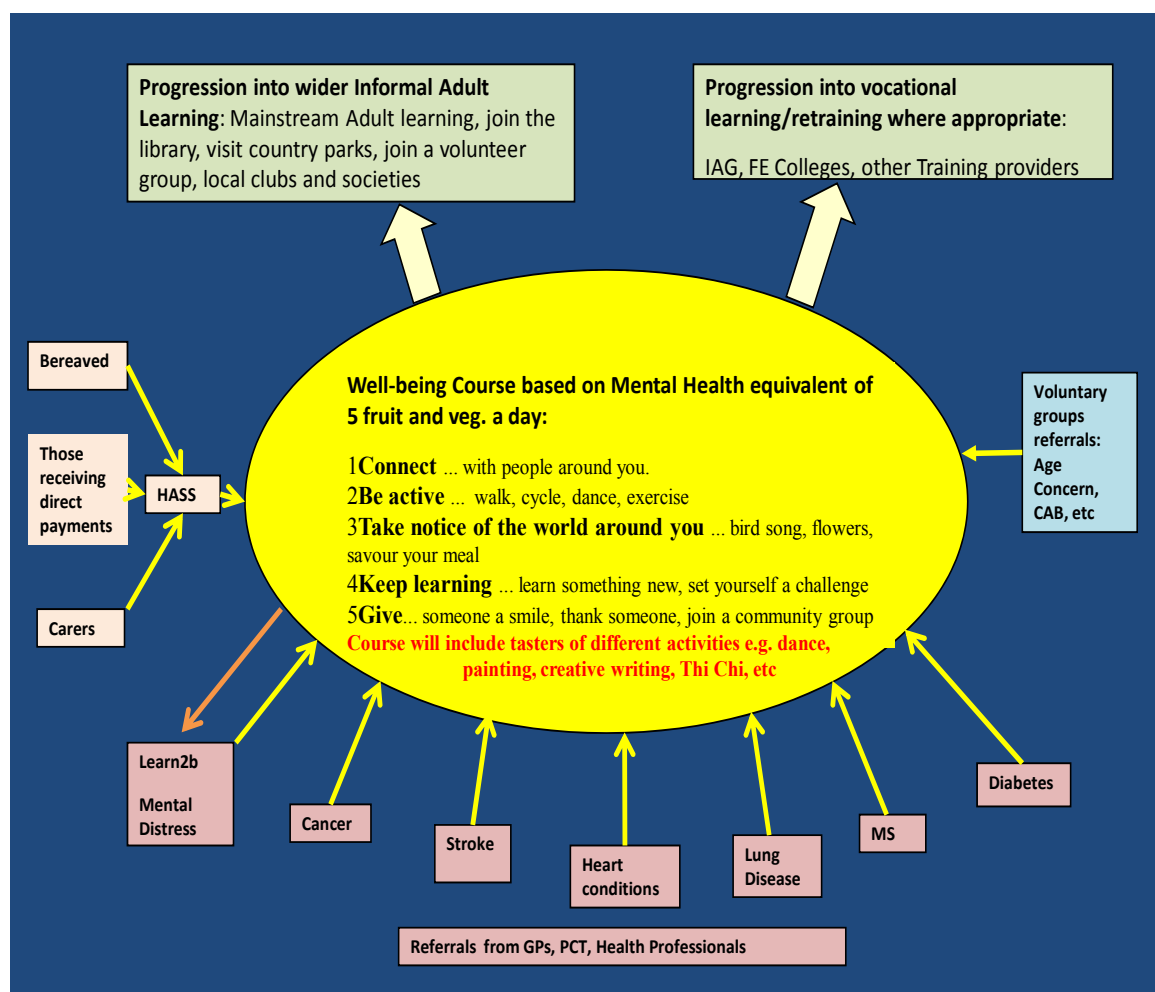 Progression into wider Informal Adult
Learning: Mainstream Adult learning, join the
library, visit country parks, join a volunteer
group, local clubs and societies
Progression into vocational
learning/retraining where appropriate:
IAG, FE Colleges, other Training providers
Bereaved
Those
receiving
direct
payments
HASS
Carers
Well-being Course based on Mental Health equivalent of
5 fruit and veg. a day:
1Connect ... with people around you.
2Be active ... walk, cycle, dance, exercise
3Take notice of the world around you ... bird song, flowers,
savour your meal
4Keep learning ... learn something new, set yourself a challenge
5Give... someone a smile, thank someone, join a community group
Course will include tasters of different activities e.g. dance,
painting, creative writing, Thi Chi, etc
Voluntary
groups
referrals:
Age
Concern,
CAB, etc
Learn2b
Mental
Distress
Cancer
Stroke
Heart
conditions
Lung
Disease
MS
Diabetes
Referrals from GPs, PCT, Health Professionals